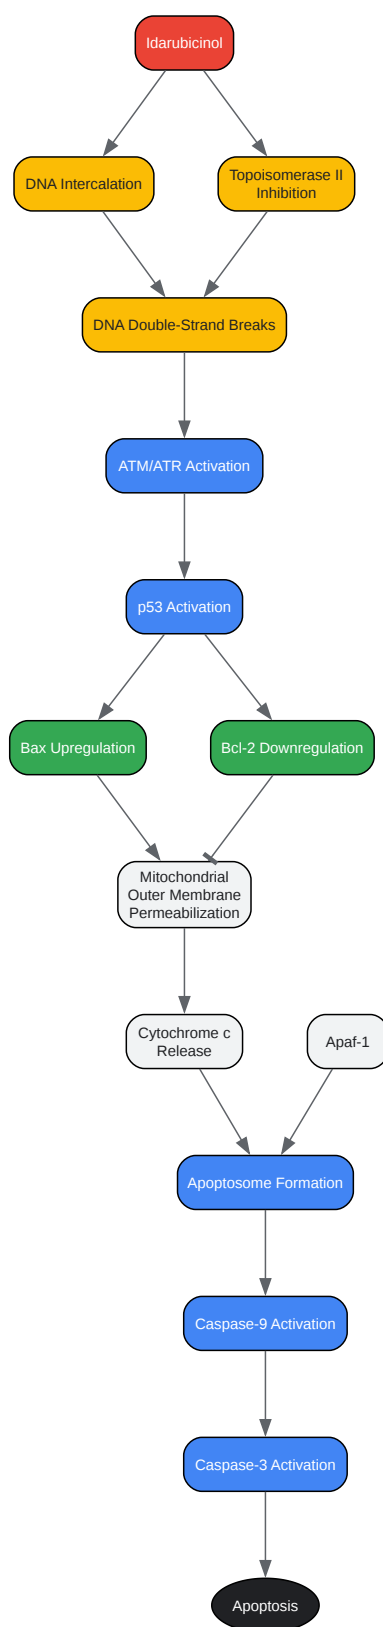 Idarubicinol
DNA Intercalation
Topoisomerase II
Inhibition
DNA Double-Strand Breaks
ATM/ATR Activation
p53 Activation
Bax Upregulation
Bcl-2 Downregulation
Mitochondrial
Outer Membrane
Permeabilization
Cytochrome c
Release
Apaf-1
Apoptosome Formation
Caspase-9 Activation
Caspase-3 Activation
Apoptosis